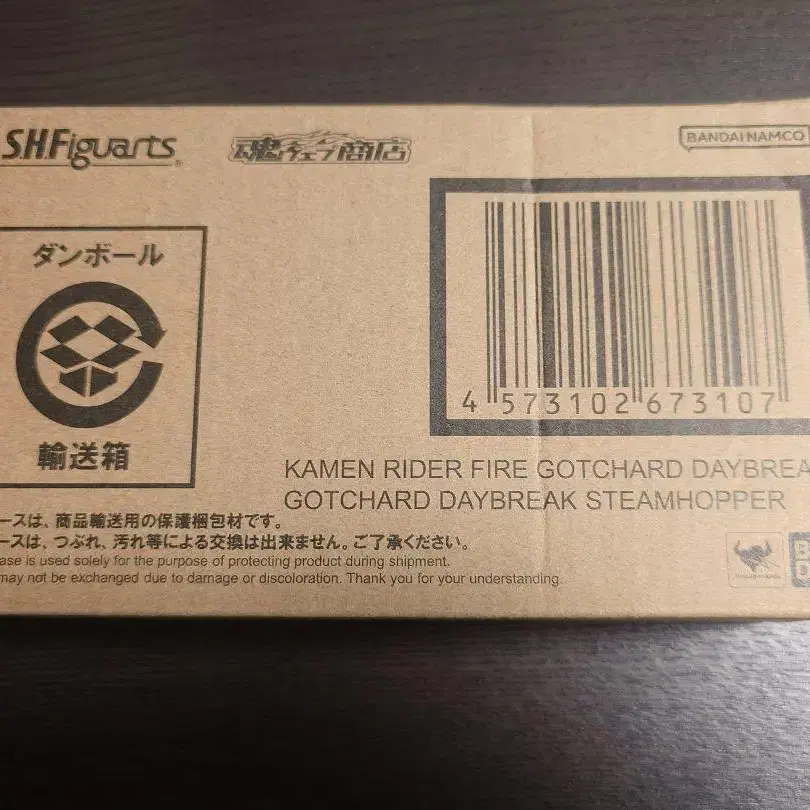 S.H.Figuarts
魂ウェブ商店
BANDAI NAMCO
ダンボール
輸送箱
4 573102 673107
KAMEN RIDER FIRE GOTCHARD DAYBREA
GOTCHARD DAYBREAK STEAMHOPPER
ースは、商品輸送用の保護梱包材です。
ースは、つぶれ、汚れ等による交換は出来ません。ご了承ください。
ase is used solely for the purpose of protecting product during shipment.
may not be exchanged due to damage or discoloration. Thank you for your understanding.